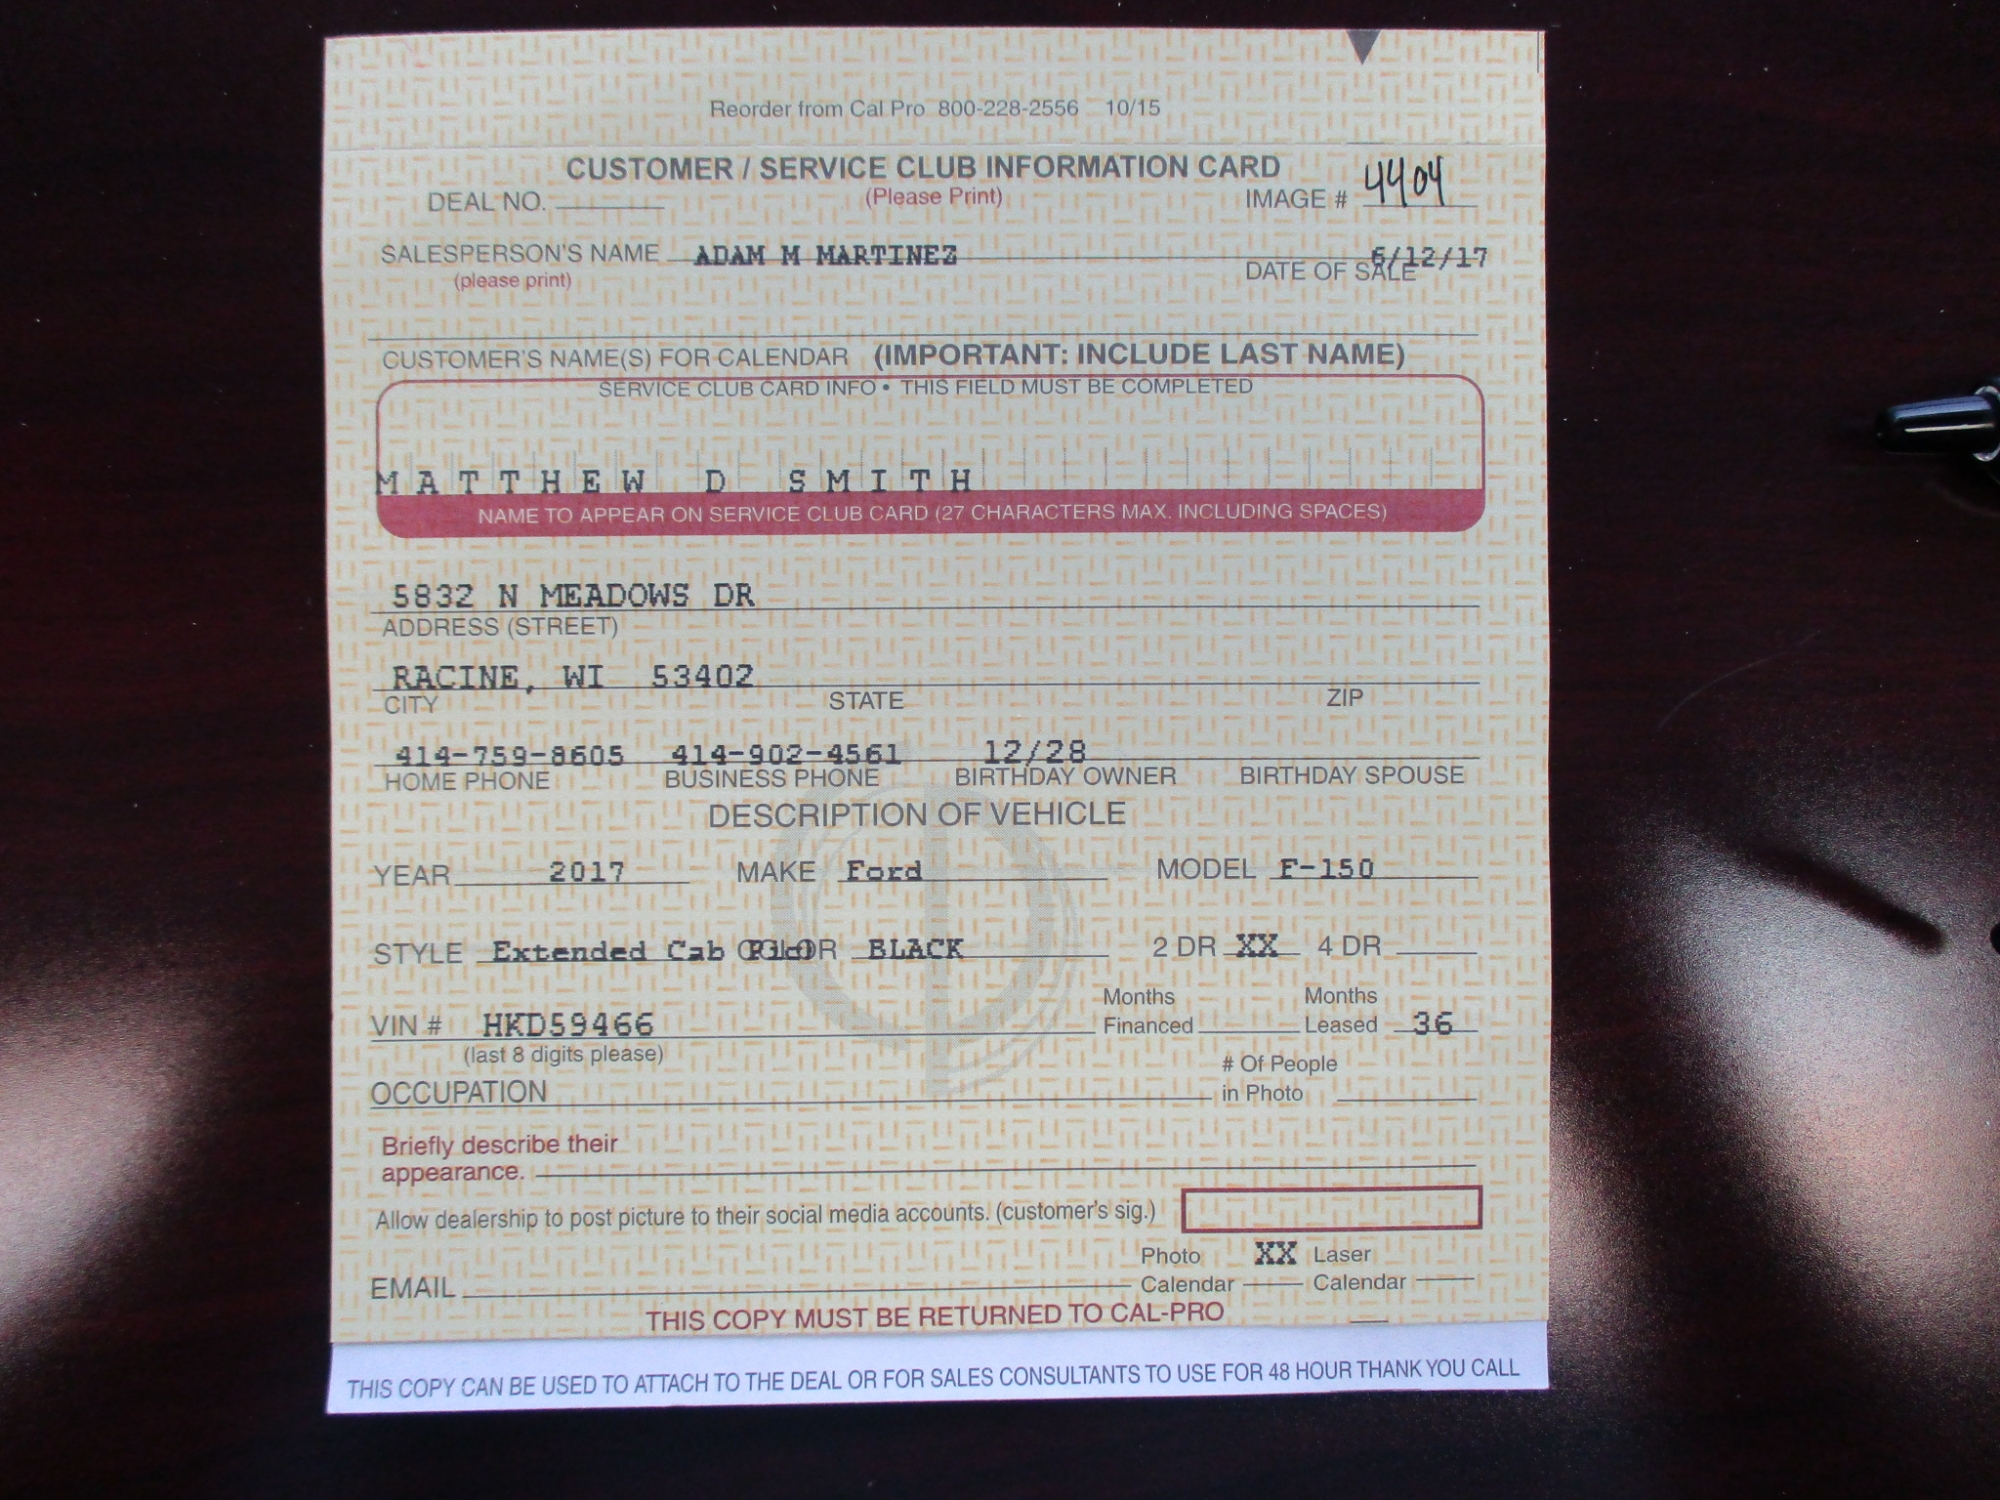 Reorder from Cal Pro 800-228-2556 10/15
CUSTOMER / SERVICE CLUB INFORMATION CARD
DEAL NO. (Please Print) IMAGE # 4404
SALESPERSON'S NAME ADAM M MARTINEZ
(please print) DATE OF SALE 6/12/17
CUSTOMER'S NAME(S) FOR CALENDAR (IMPORTANT: INCLUDE LAST NAME)
SERVICE CLUB CARD INFO • THIS FIELD MUST BE COMPLETED
MATTHEW D SMITH
NAME TO APPEAR ON SERVICE CLUB CARD (27 CHARACTERS MAX. INCLUDING SPACES)
5832 N MEADOWS DR
ADDRESS (STREET)
RACINE, WI 53402
CITY STATE ZIP
414-759-8605 414-902-4561 12/28
HOME PHONE BUSINESS PHONE BIRTHDAY OWNER BIRTHDAY SPOUSE
DESCRIPTION OF VEHICLE
YEAR 2017 MAKE Ford MODEL F-150
STYLE Extended Cab COLOR BLACK 2 DR XX 4 DR
Months Months
VIN # HKD59466 Financed Leased 36
(last 8 digits please)
# Of People
OCCUPATION in Photo
Briefly describe their
appearance.
Allow dealership to post picture to their social media accounts. (customer's sig.)
Photo XX Laser
EMAIL Calendar Calendar
THIS COPY MUST BE RETURNED TO CAL-PRO
THIS COPY CAN BE USED TO ATTACH TO THE DEAL OR FOR SALES CONSULTANTS TO USE FOR 48 HOUR THANK YOU CALL